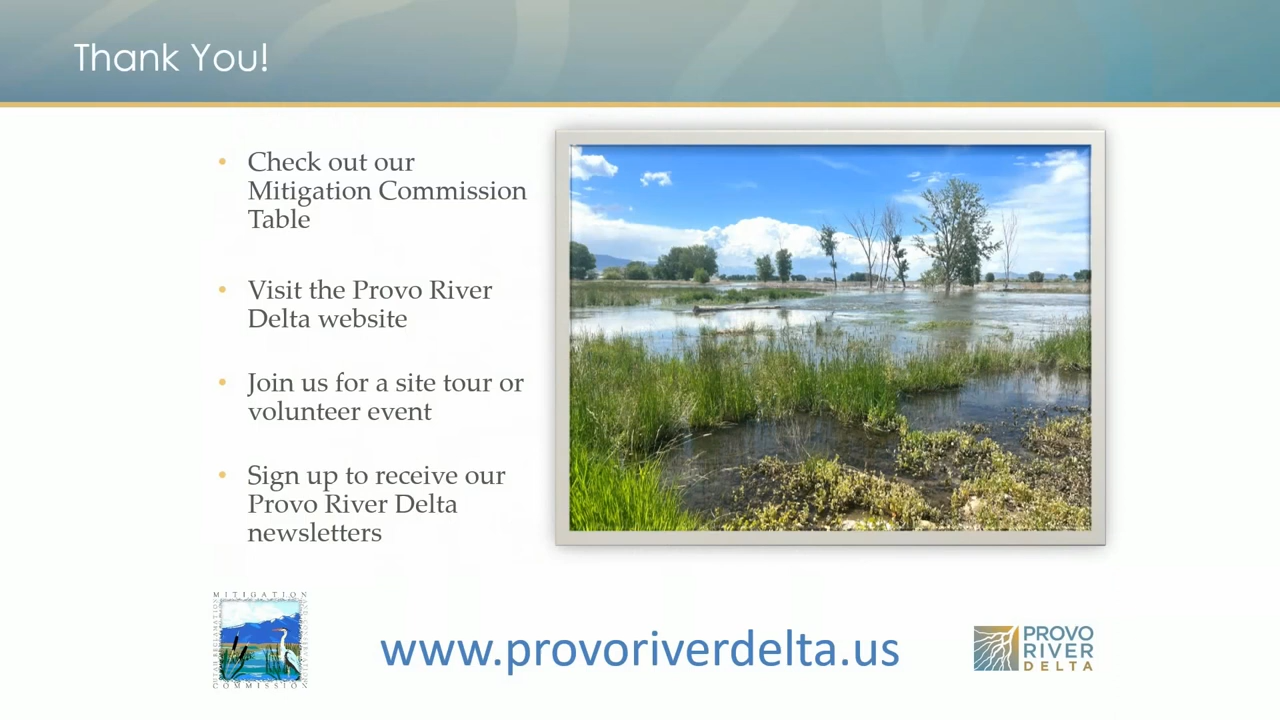 Thank You!
• Check out our
Mitigation Commission
Table
• Visit the Provo River
Delta website
• Join us for a site tour or
volunteer event
• Sign up to receive our
Provo River Delta
newsletters
MITIGATION
COMMISSION
www.provoriverdelta.us
PROVO
RIVER
DELTA